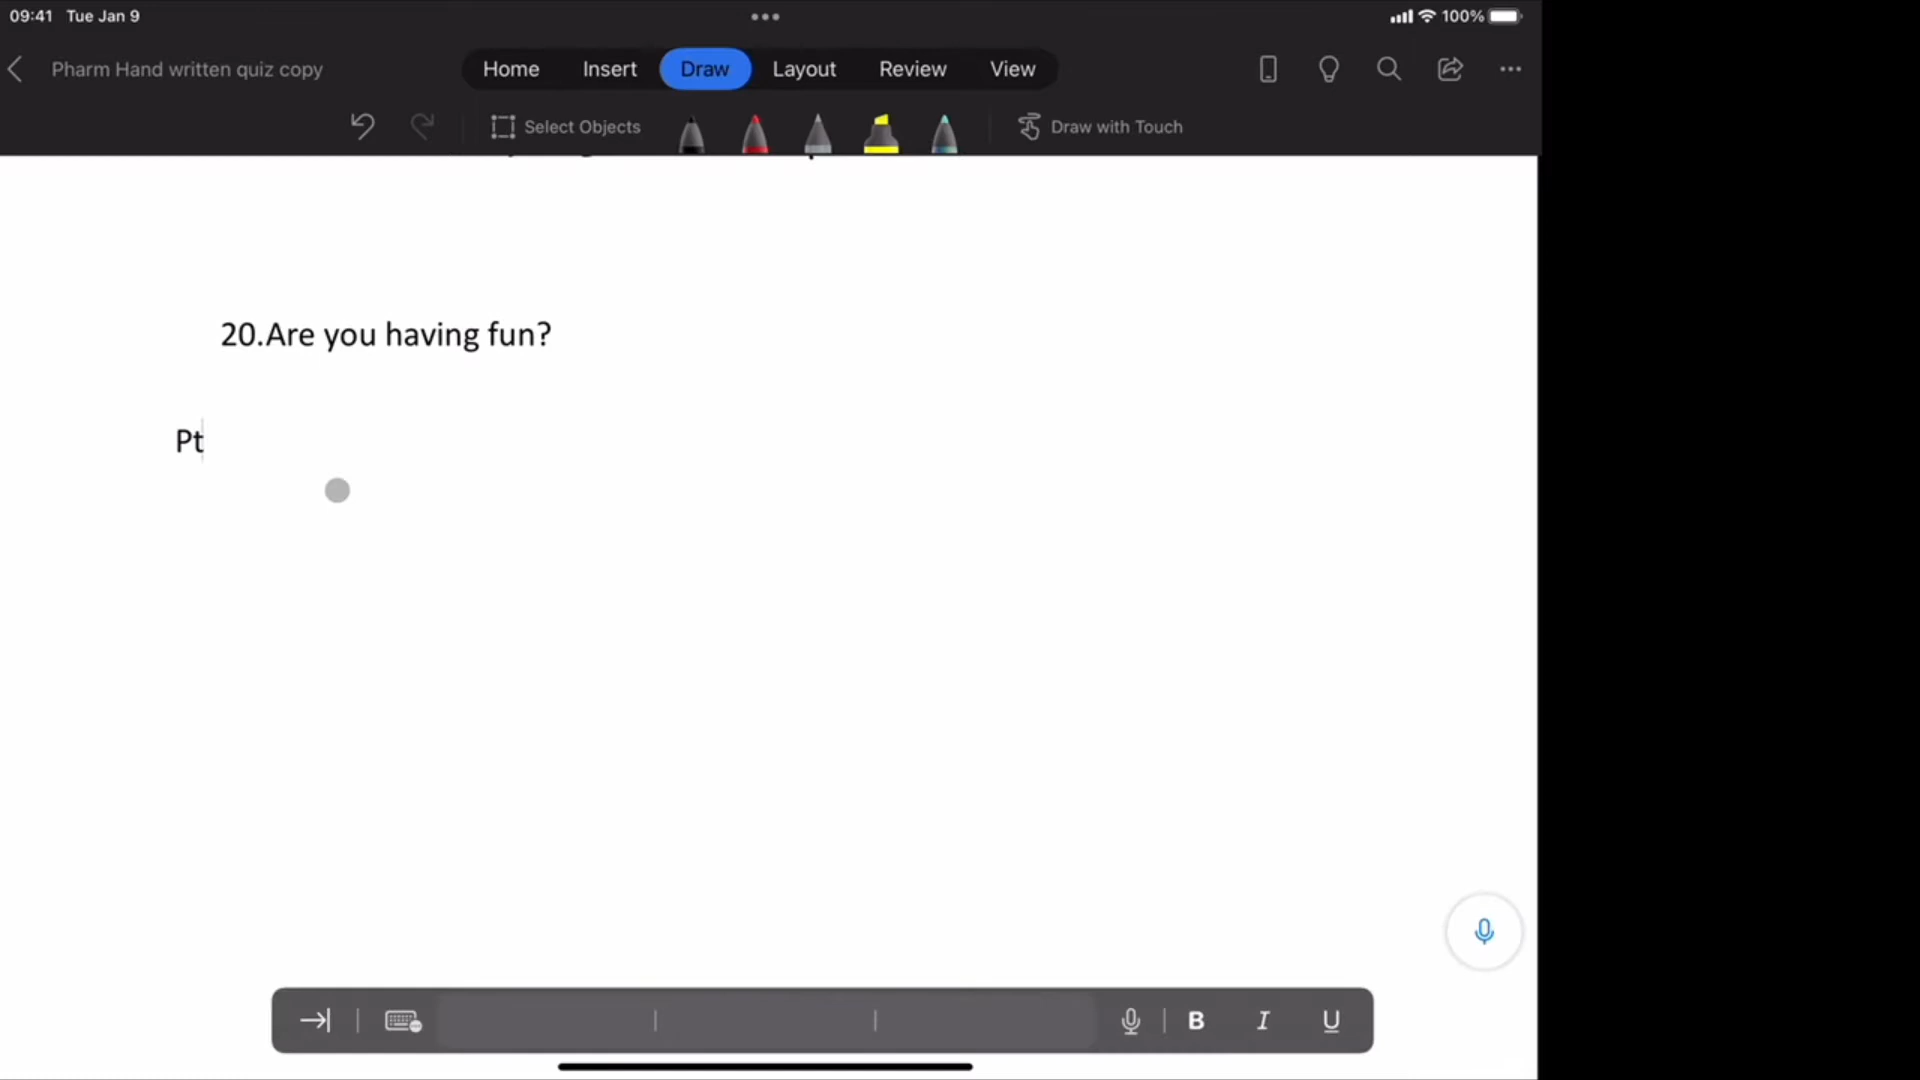 09:41 Tue Jan 9 100%
Pharm Hand written quiz copy Home Insert Draw Layout Review View
Select Objects Draw with Touch
20.Are you having fun?
Pt
B I U